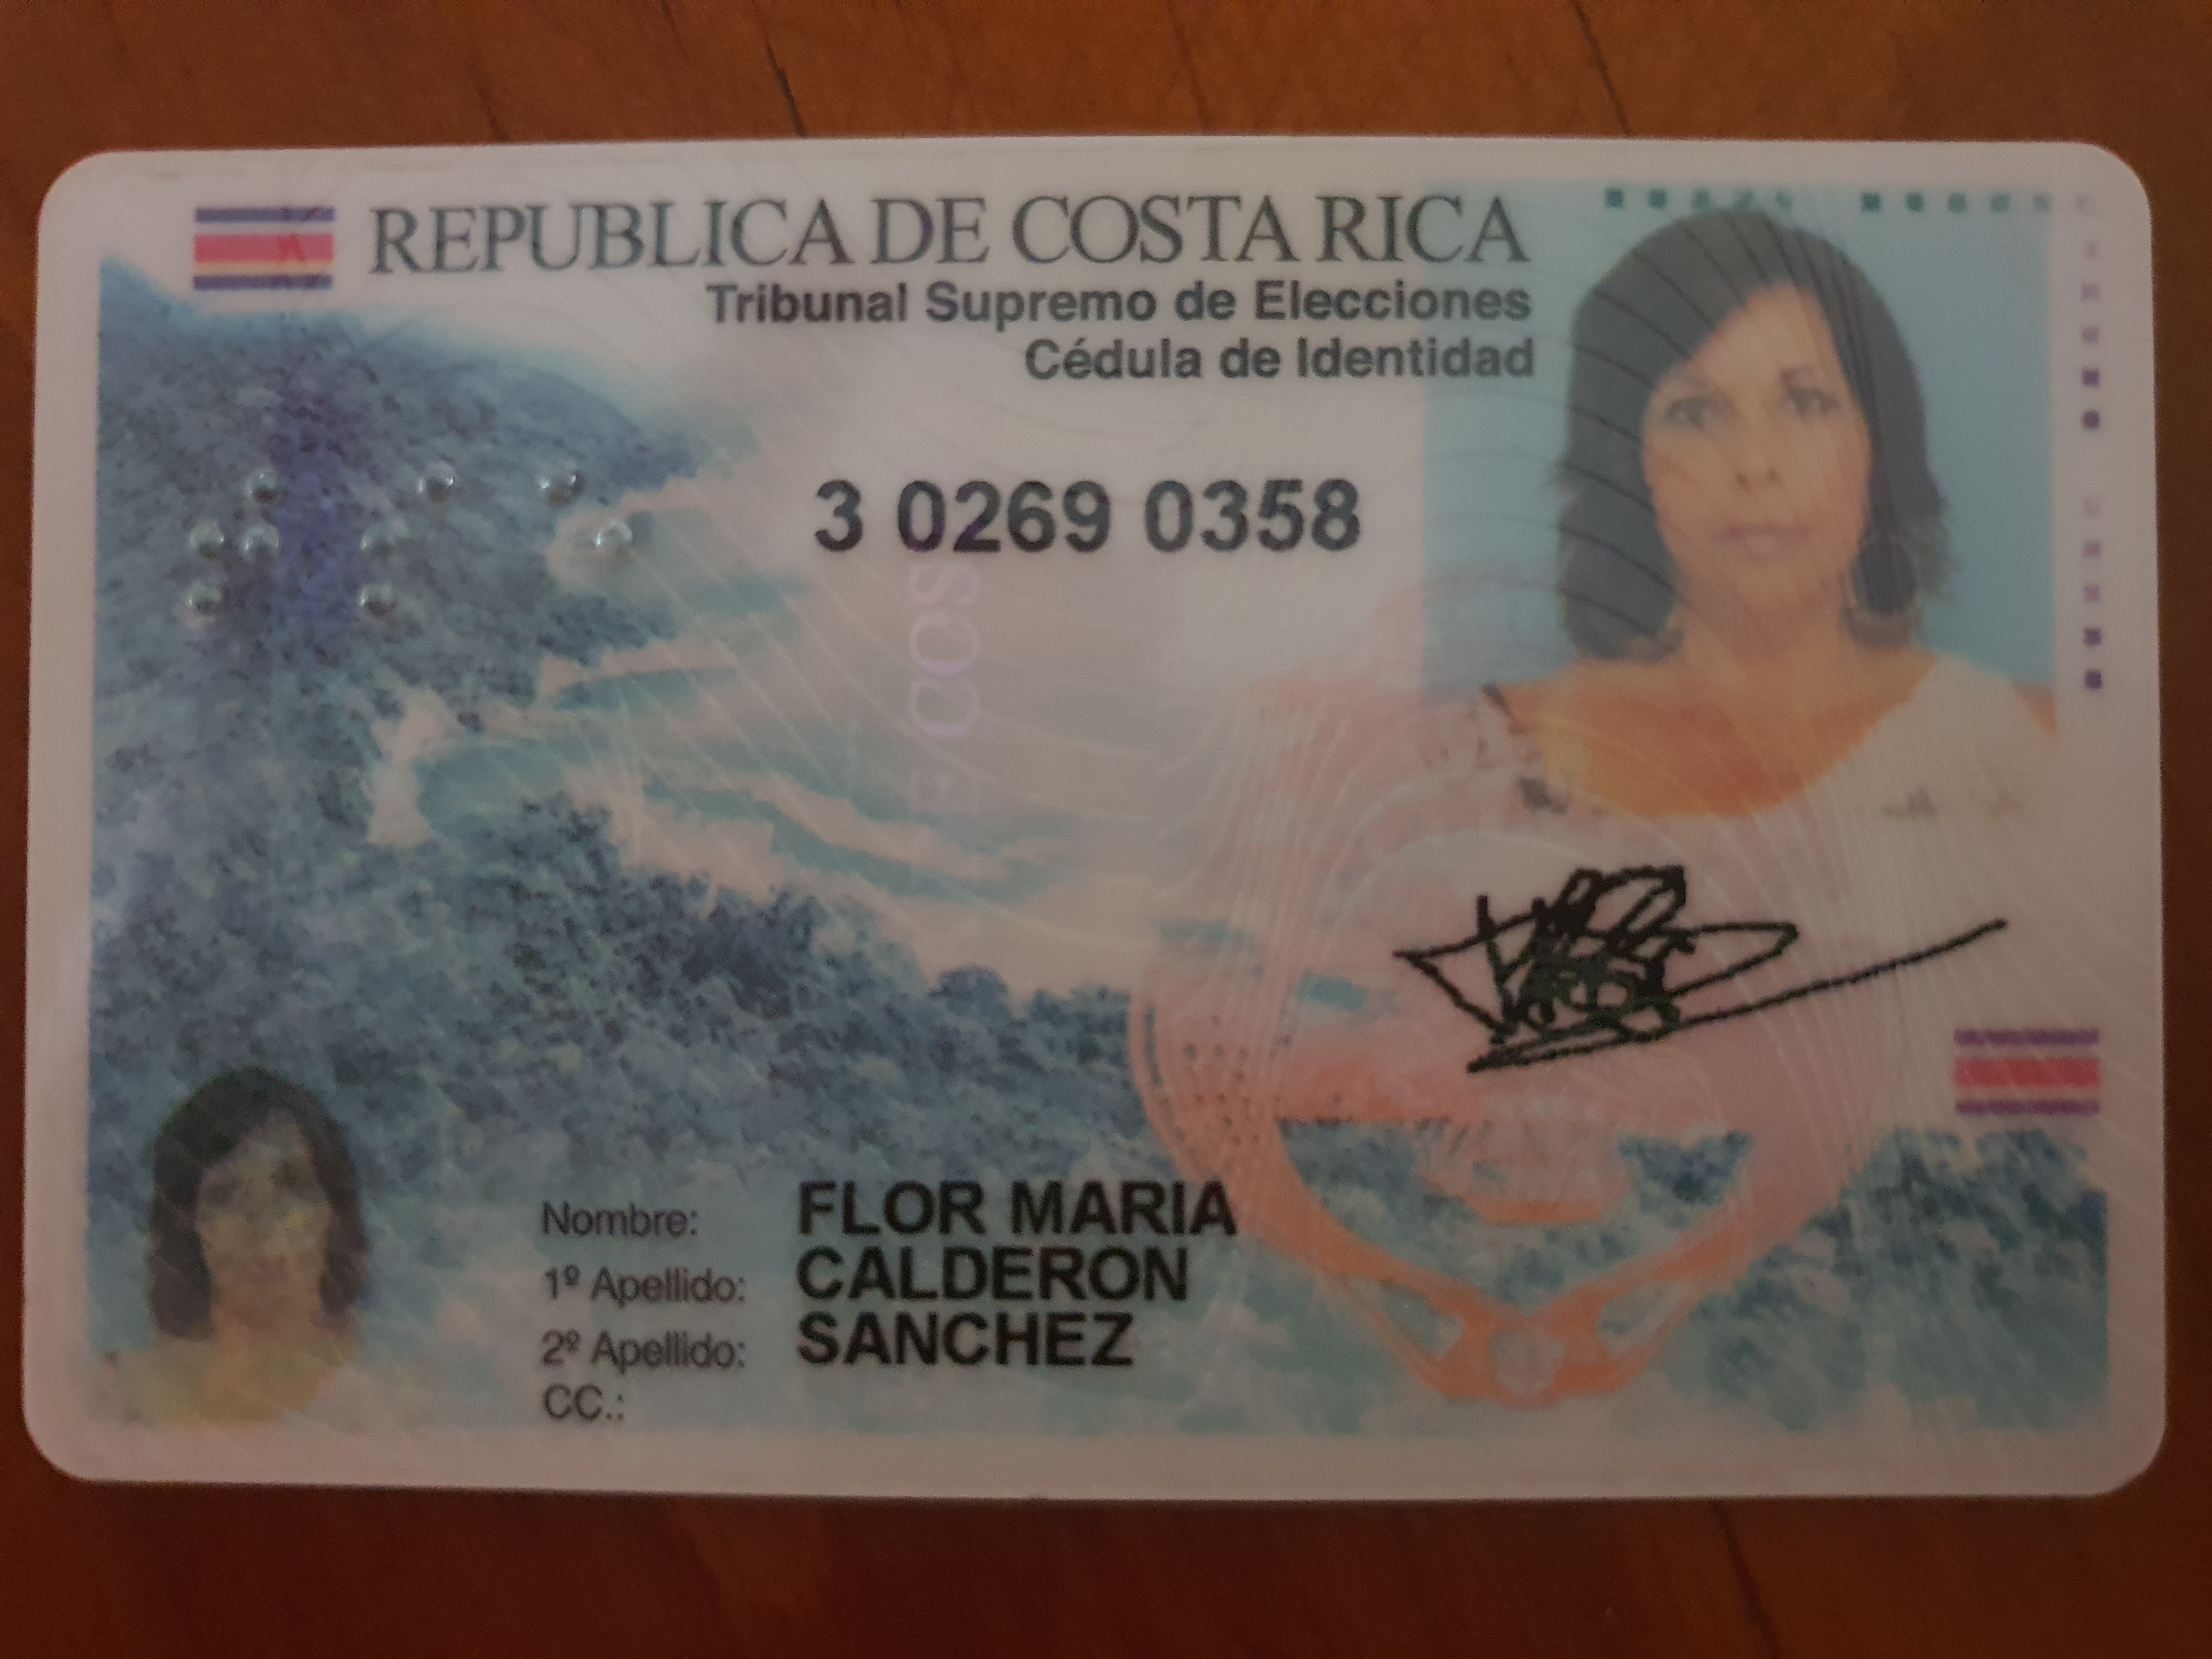 REPUBLICA DE COSTA RICA
Tribunal Supremo de Elecciones
Cédula de Identidad
3 0269 0358
E COS
Nombre: FLOR MARIA
1º Apellido: CALDERON
2º Apellido: SANCHEZ
CC.: